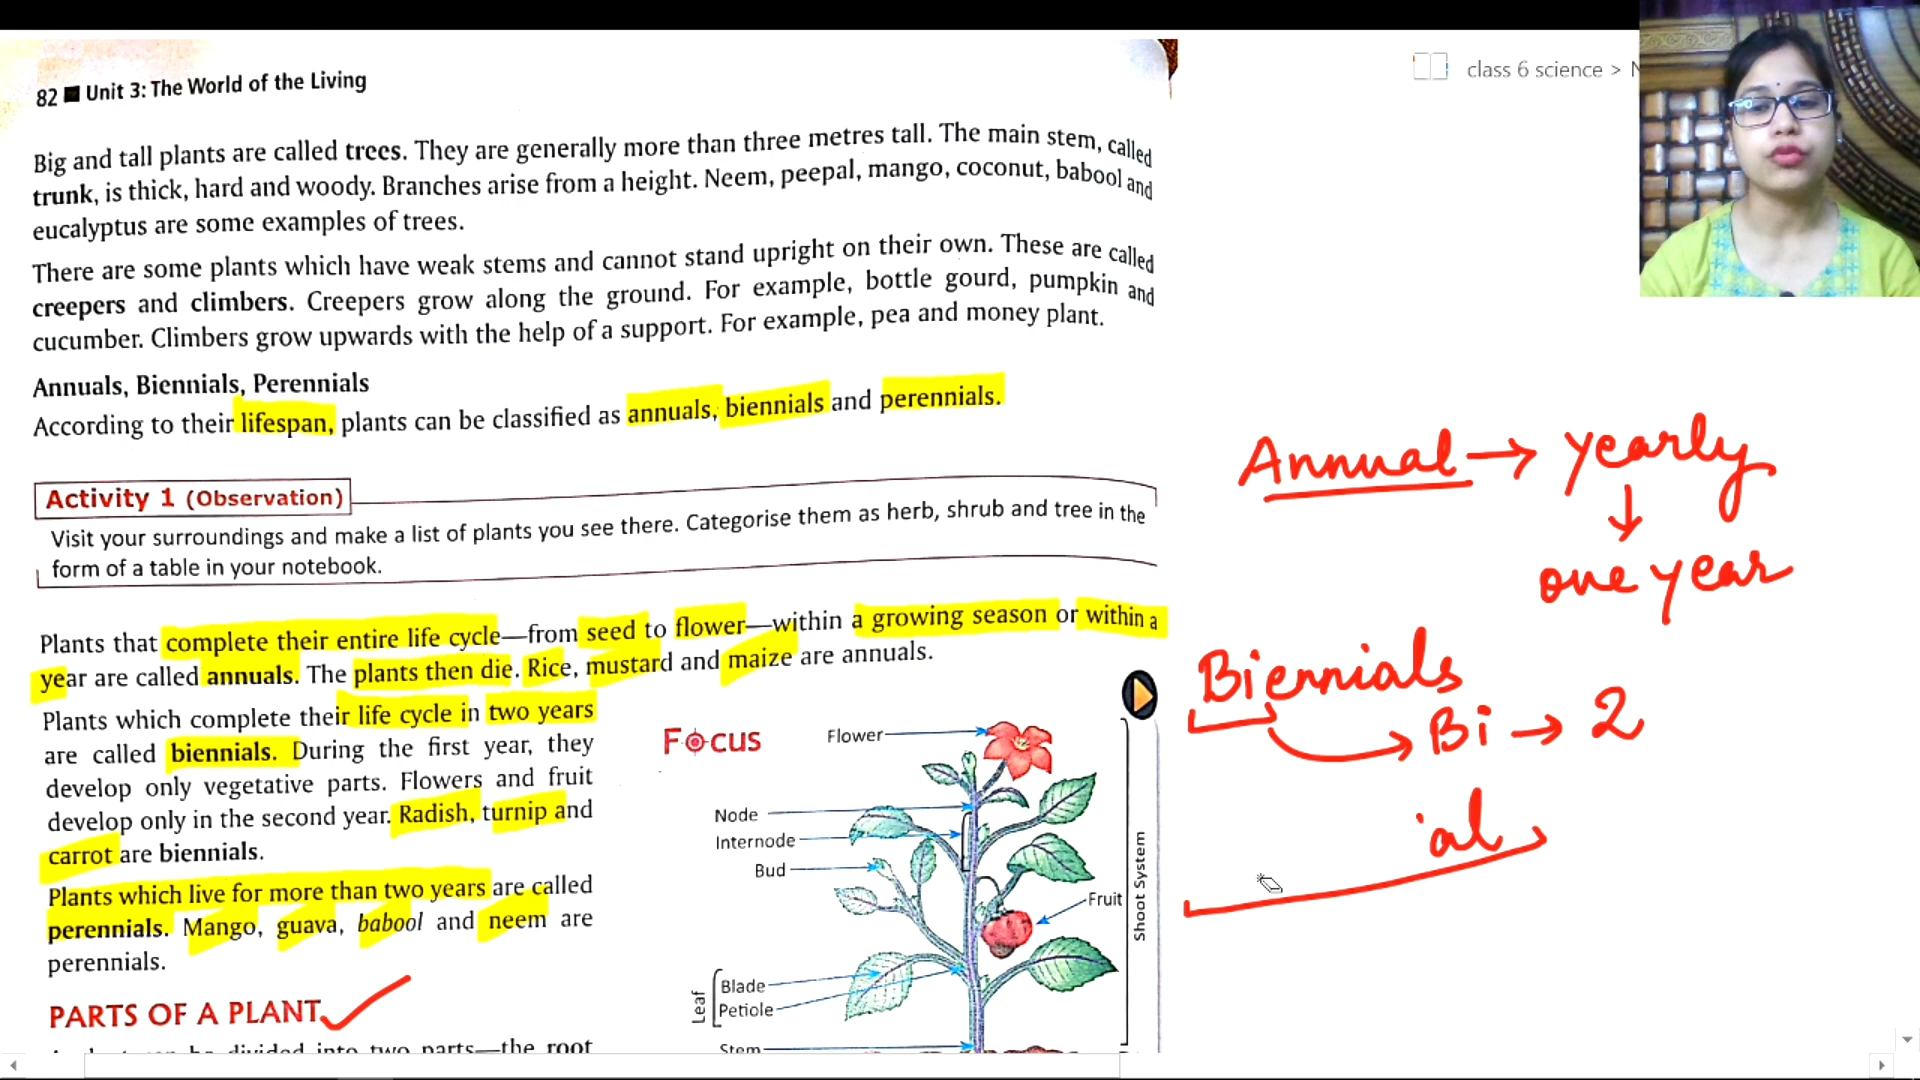 82 ■ Unit 3: The World of the Living
class 6 science >
Big and tall plants are called trees. They are generally more than three metres tall. The main stem, called
trunk, is thick, hard and woody. Branches arise from a height. Neem, peepal, mango, coconut, babool and
eucalyptus are some examples of trees.
There are some plants which have weak stems and cannot stand upright on their own. These are called
creepers and climbers. Creepers grow along the ground. For example, bottle gourd, pumpkin and
cucumber. Climbers grow upwards with the help of a support. For example, pea and money plant.
Annuals, Biennials, Perennials
According to their lifespan, plants can be classified as annuals, biennials and perennials.
Activity 1 (Observation)
Visit your surroundings and make a list of plants you see there. Categorise them as herb, shrub and tree in the
form of a table in your notebook.
Plants that complete their entire life cycle—from seed to flower—within a growing season or within a
year are called annuals. The plants then die. Rice, mustard and maize are annuals.
Plants which complete their life cycle in two years
are called biennials. During the first year, they
develop only vegetative parts. Flowers and fruit
develop only in the second year. Radish, turnip and
carrot are biennials.
Plants which live for more than two years are called
perennials. Mango, guava, babool and neem are
perennials.
PARTS OF A PLANT
divided into two parts—the root
Focus
Flower
Node
Internode
Bud
Fruit
Leaf
Blade
Petiole
Stem
Shoot System
Annual → yearly
↓
one year
Biennials
Bi → 2
al